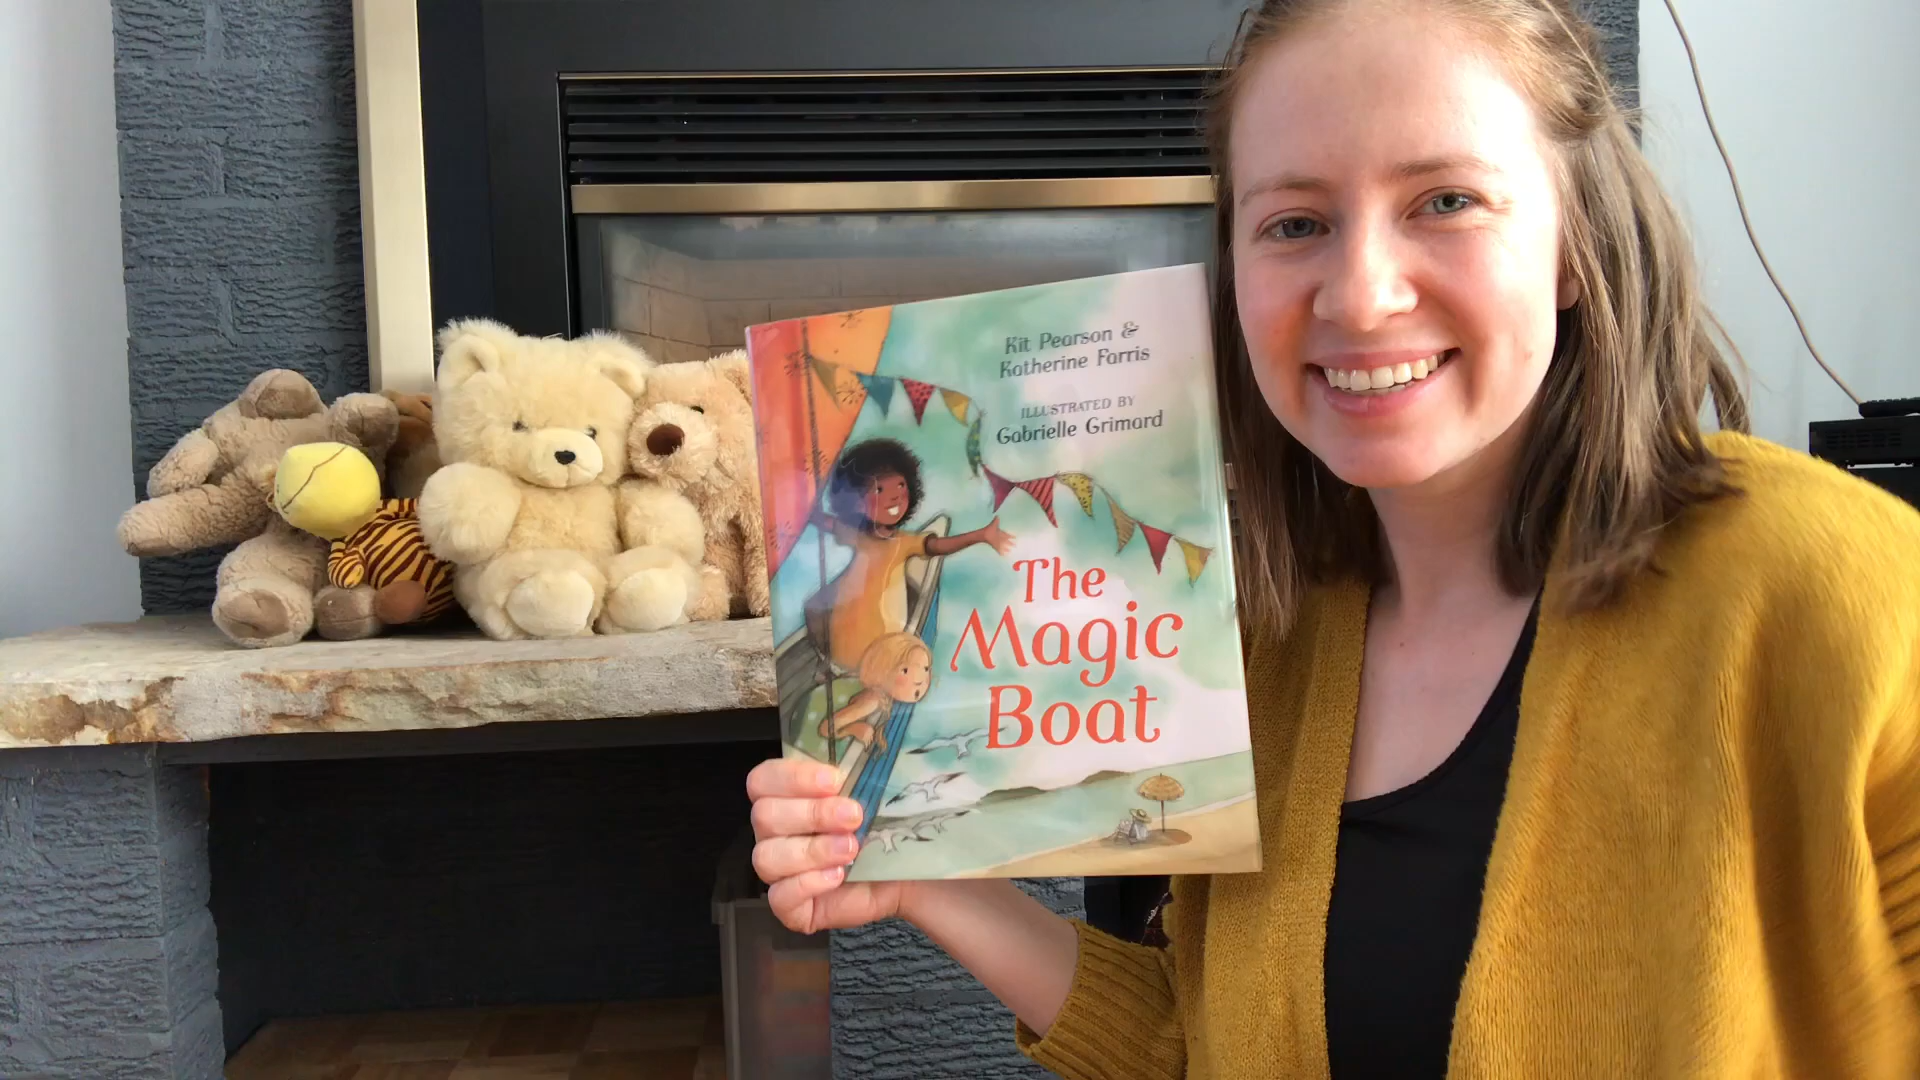 Kit Pearson &
Katherine Farris
ILLUSTRATED BY
Gabrielle Grimard
The
Magic
Boat